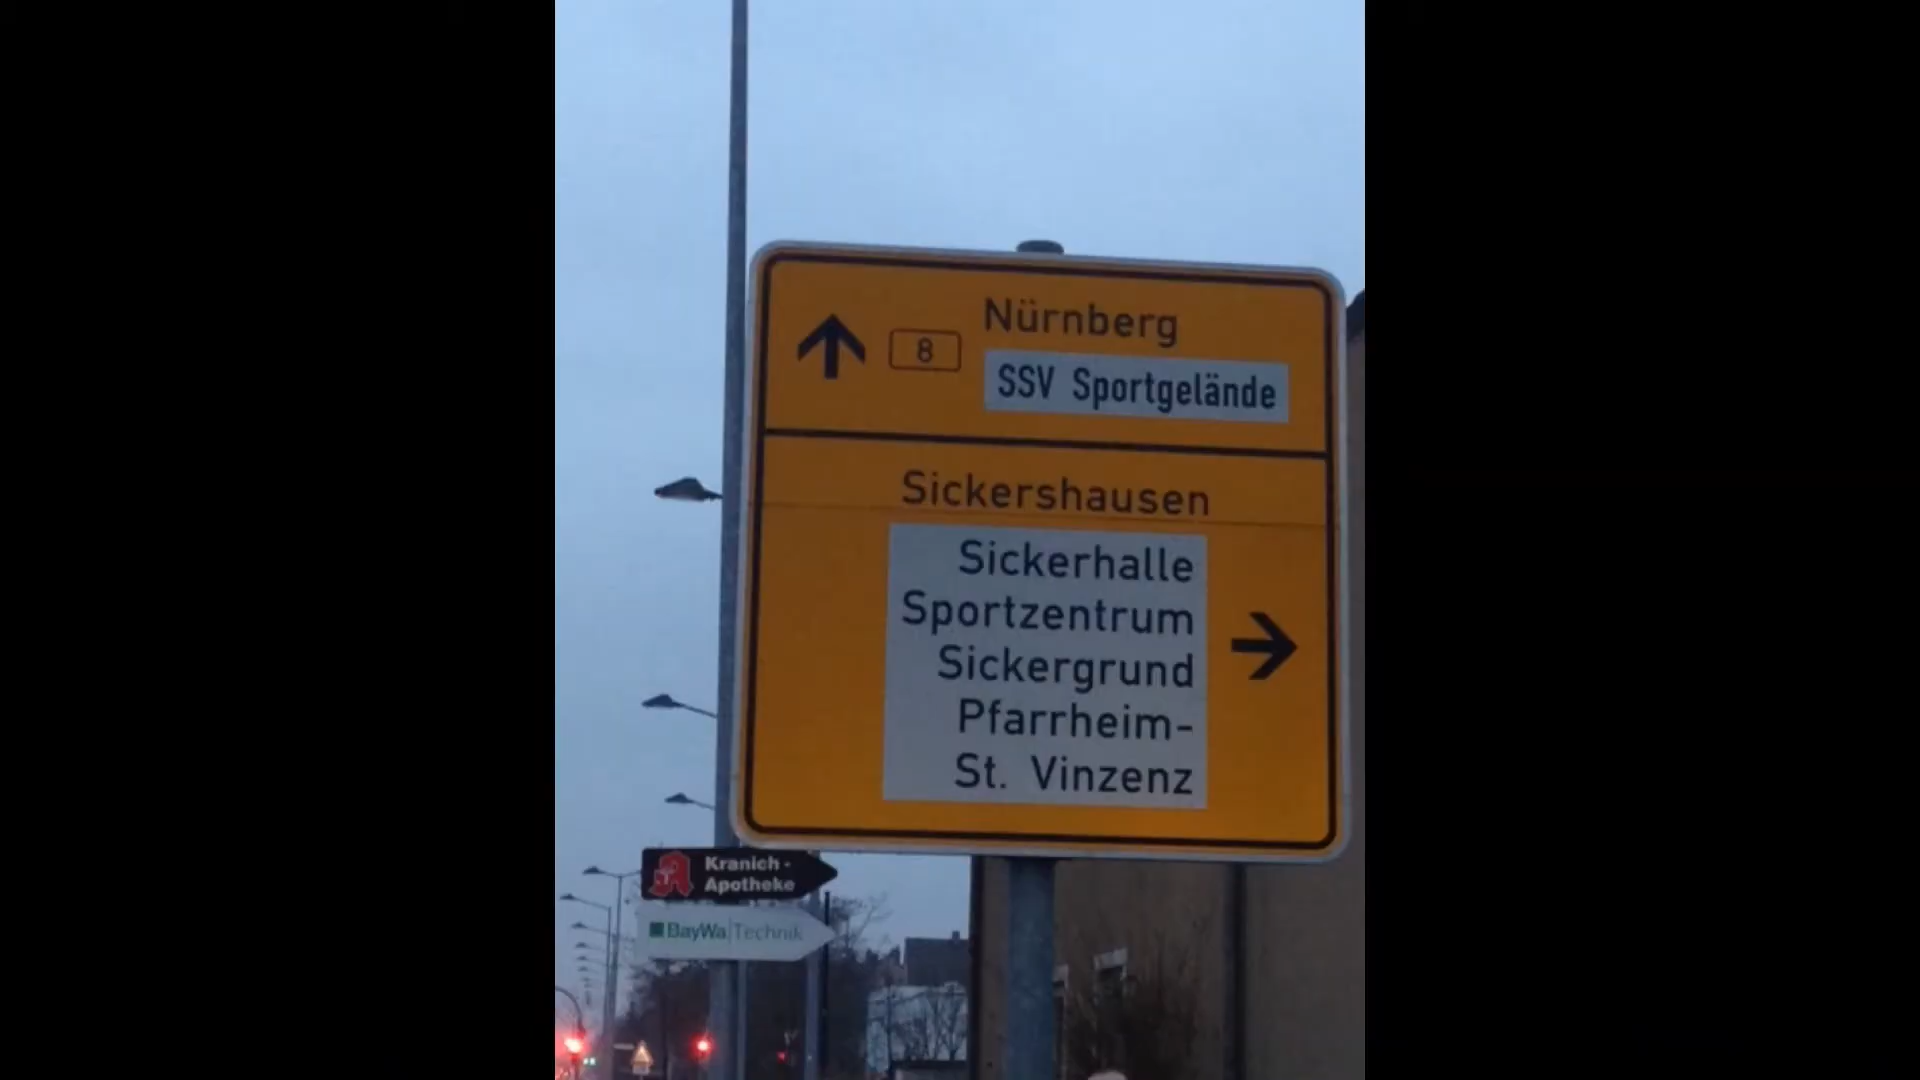 Nürnberg
8
SSV Sportgelände
Sickershausen
Sickerhalle
Sportzentrum
Sickergrund
Pfarrheim-
St. Vinzenz
Kranich-
Apotheke
BayWa Technik